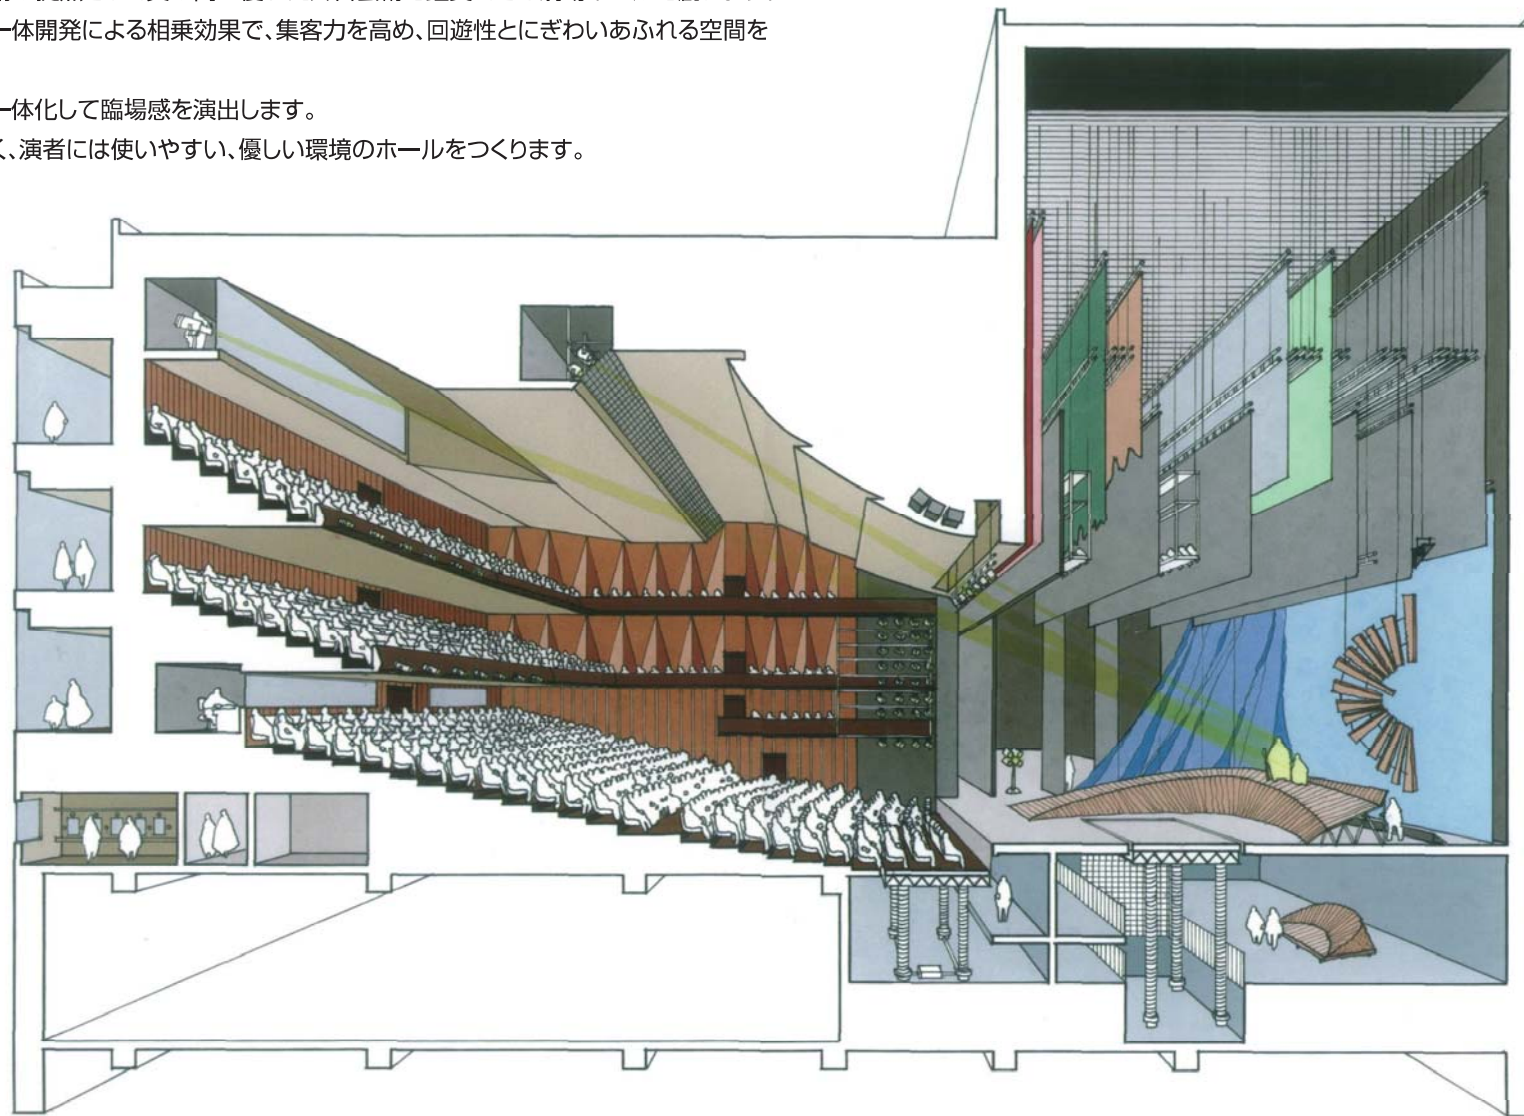 一体開発による相乗効果で、集客力を高め、回遊性とにぎわいあふれる空間を
一体化して臨場感を演出します。
、演者には使いやすい、優しい環境のホールをつくります。